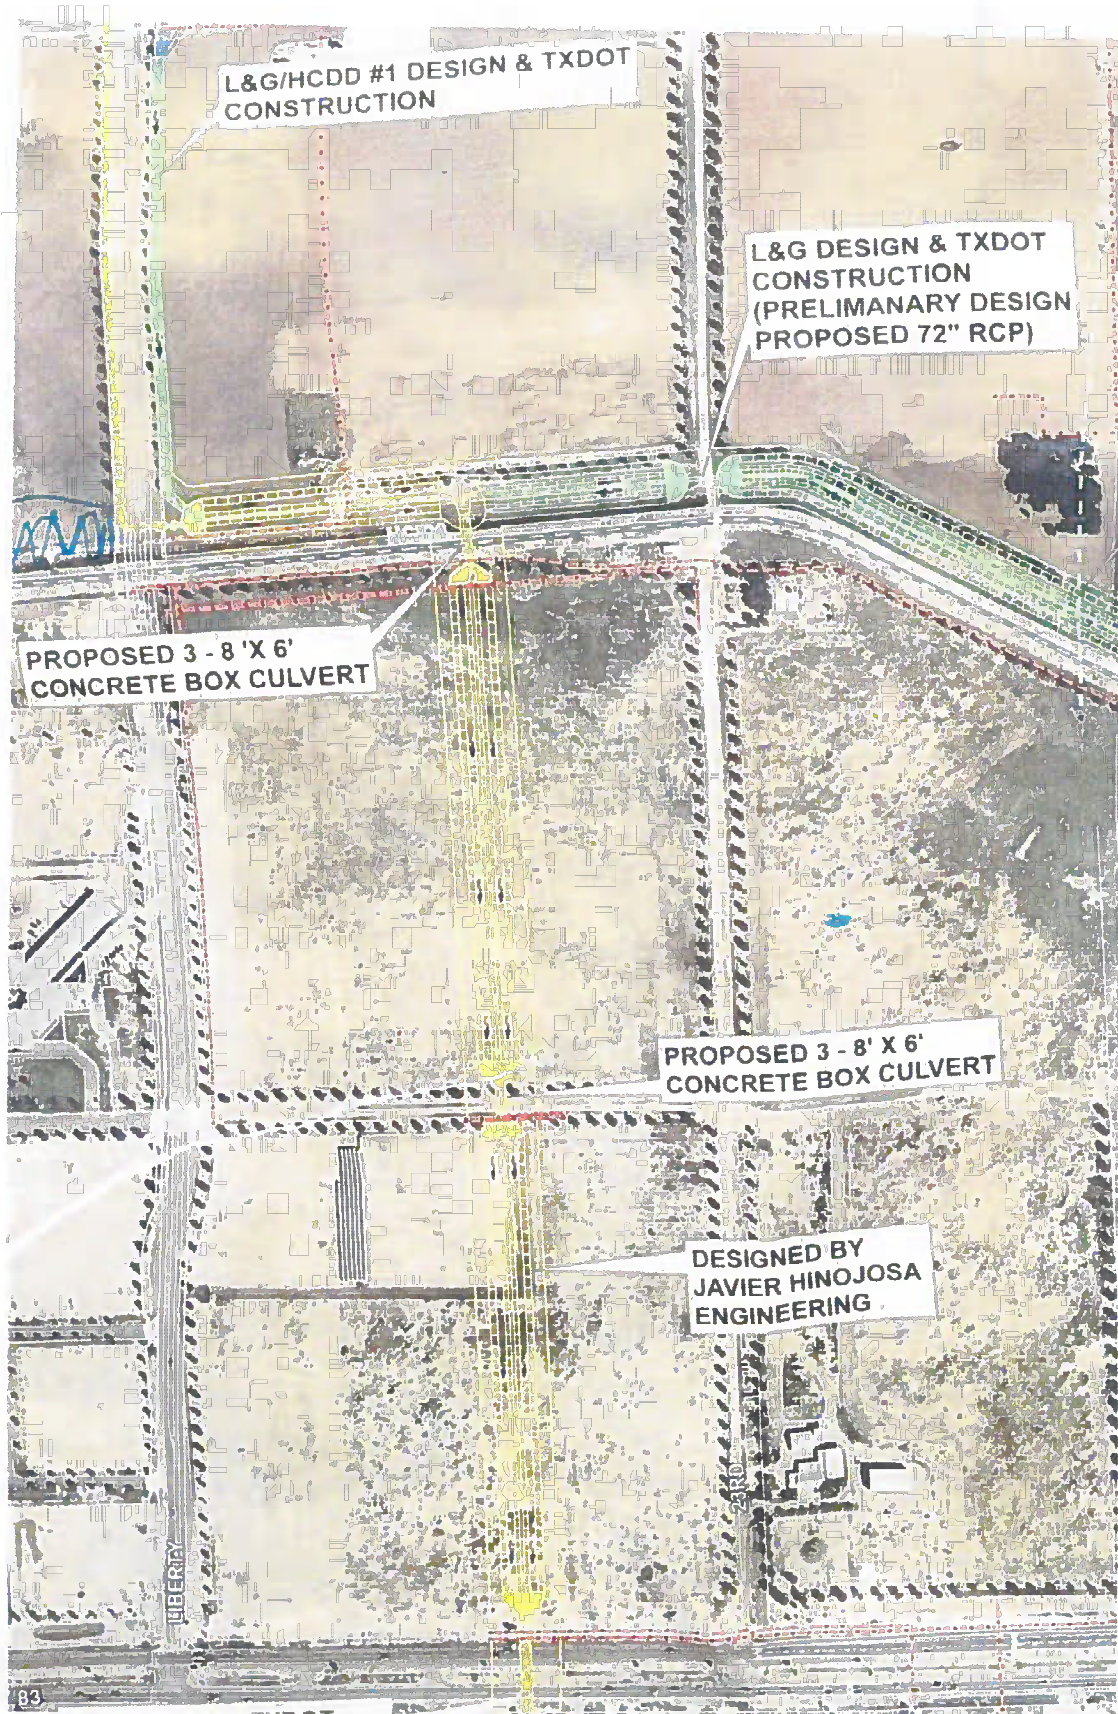 L&G/HCDD #1 DESIGN & TXDOT
CONSTRUCTION
L&G DESIGN & TXDOT
CONSTRUCTION
(PRELIMANARY DESIGN
PROPOSED 72" RCP)
PROPOSED 3 - 8 'X 6'
CONCRETE BOX CULVERT
PROPOSED 3 - 8' X 6'
CONCRETE BOX CULVERT
DESIGNED BY
JAVIER HINOJOSA
ENGINEERING
3RD
LIBERTY
83